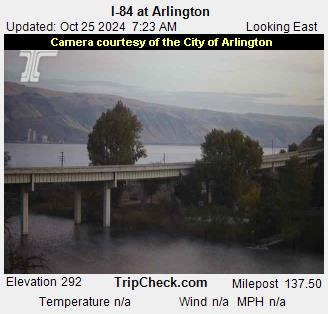 I-84 at Arlington
Updated: Oct 25 2024 7:23 AM Looking East
Camera courtesy of the City of Arlington
Elevation 292 TripCheck.com Milepost 137.50
Temperature n/a Wind n/a MPH n/a